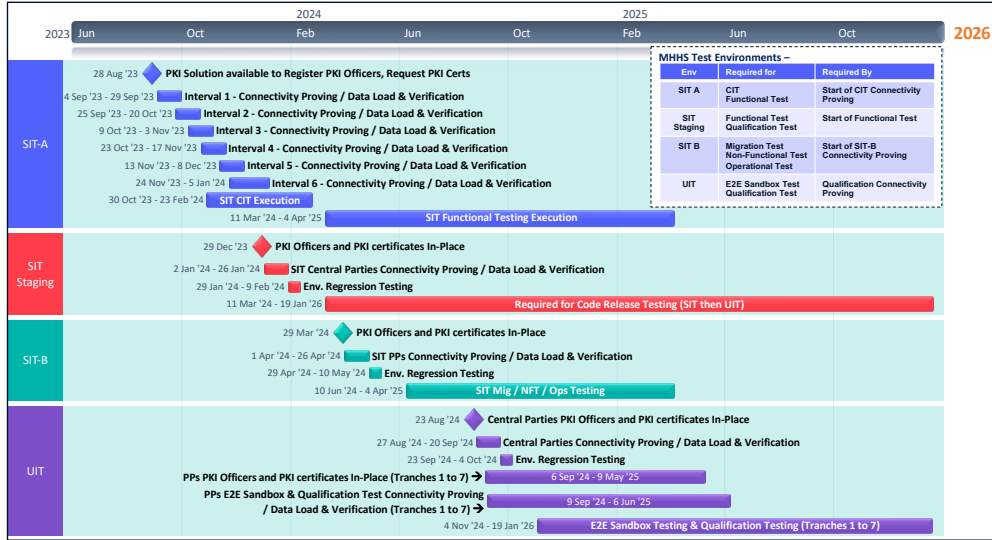 2024 2025
2023 Jun Oct Feb Jun Oct Feb Jun Oct 2026
MHHS Test Environments –
Env Required for Required By
SIT A CIT Functional Test Start of CIT Connectivity Proving
SIT Staging Functional Test Qualification Test Start of Functional Test
SIT B Migration Test Non-Functional Test Operational Test Start of SIT-B Connectivity Proving
UIT E2E Sandbox Test Qualification Test Qualification Connectivity Proving
SIT-A
28 Aug '23 PKI Solution available to Register PKI Officers, Request PKI Certs
4 Sep '23 - 29 Sep '23 Interval 1 - Connectivity Proving / Data Load & Verification
25 Sep '23 - 20 Oct '23 Interval 2 - Connectivity Proving / Data Load & Verification
9 Oct '23 - 3 Nov '23 Interval 3 - Connectivity Proving / Data Load & Verification
23 Oct '23 - 17 Nov '23 Interval 4 - Connectivity Proving / Data Load & Verification
13 Nov '23 - 8 Dec '23 Interval 5 - Connectivity Proving / Data Load & Verification
24 Nov '23 - 5 Jan '24 Interval 6 - Connectivity Proving / Data Load & Verification
30 Oct '23 - 23 Feb '24 SIT CIT Execution
11 Mar '24 - 4 Apr '25 SIT Functional Testing Execution
SIT
Staging
29 Dec '23 PKI Officers and PKI certificates In-Place
2 Jan '24 - 26 Jan '24 SIT Central Parties Connectivity Proving / Data Load & Verification
29 Jan '24 - 9 Feb '24 Env. Regression Testing
11 Mar '24 - 19 Jan '26 Required for Code Release Testing (SIT then UIT)
SIT-B
29 Mar '24 PKI Officers and PKI certificates In-Place
1 Apr '24 - 26 Apr '24 SIT PPs Connectivity Proving / Data Load & Verification
29 Apr '24 - 10 May '24 Env. Regression Testing
10 Jun '24 - 4 Apr '25 SIT Mig / NFT / Ops Testing
UIT
23 Aug '24 Central Parties PKI Officers and PKI certificates In-Place
27 Aug '24 - 20 Sep '24 Central Parties Connectivity Proving / Data Load & Verification
23 Sep '24 - 4 Oct '24 Env. Regression Testing
PPs PKI Officers and PKI certificates In-Place (Tranches 1 to 7) → 6 Sep '24 - 9 May '25
PPs E2E Sandbox & Qualification Test Connectivity Proving
/ Data Load & Verification (Tranches 1 to 7) → 9 Sep '24 - 6 Jun '25
4 Nov '24 - 19 Jan '26 E2E Sandbox Testing & Qualification Testing (Tranches 1 to 7)